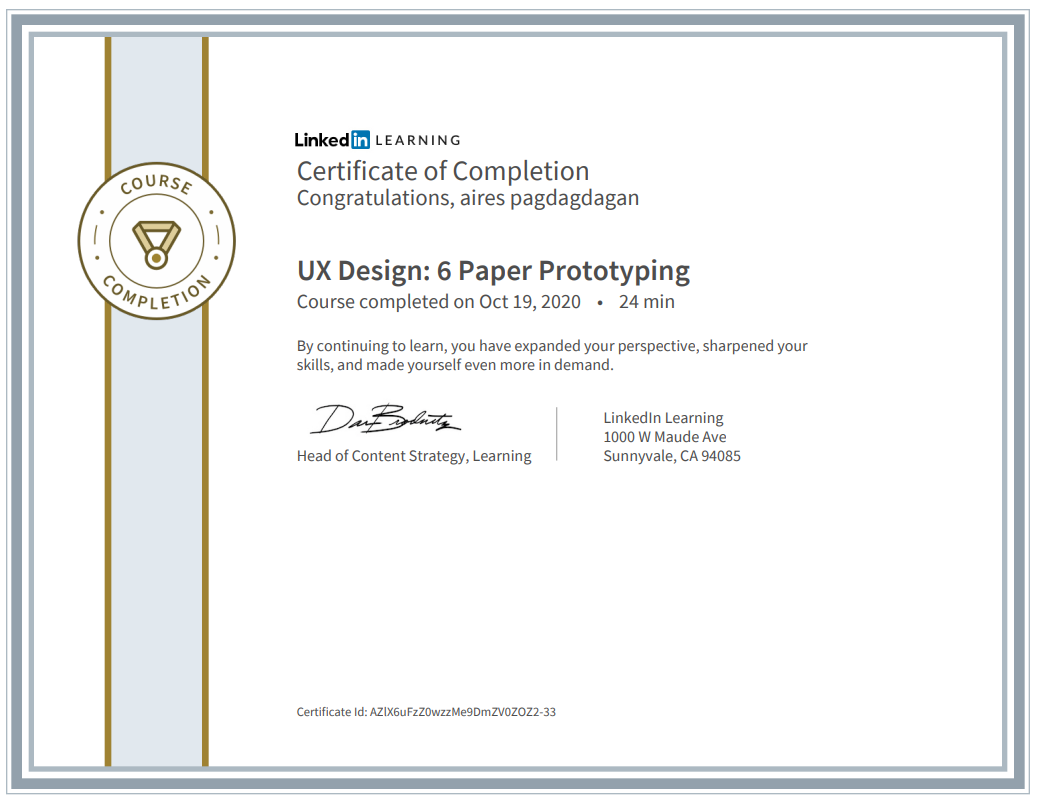 COURSE
COMPLETION
Linkedin LEARNING
Certificate of Completion
Congratulations, aires pagdagdagan
UX Design: 6 Paper Prototyping
Course completed on Oct 19, 2020 • 24 min
By continuing to learn, you have expanded your perspective, sharpened your
skills, and made yourself even more in demand.
Head of Content Strategy, Learning
LinkedIn Learning
1000 W Maude Ave
Sunnyvale, CA 94085
Certificate Id: AZlX6uFzZ0wzzMe9DmZV0ZOZ2-33